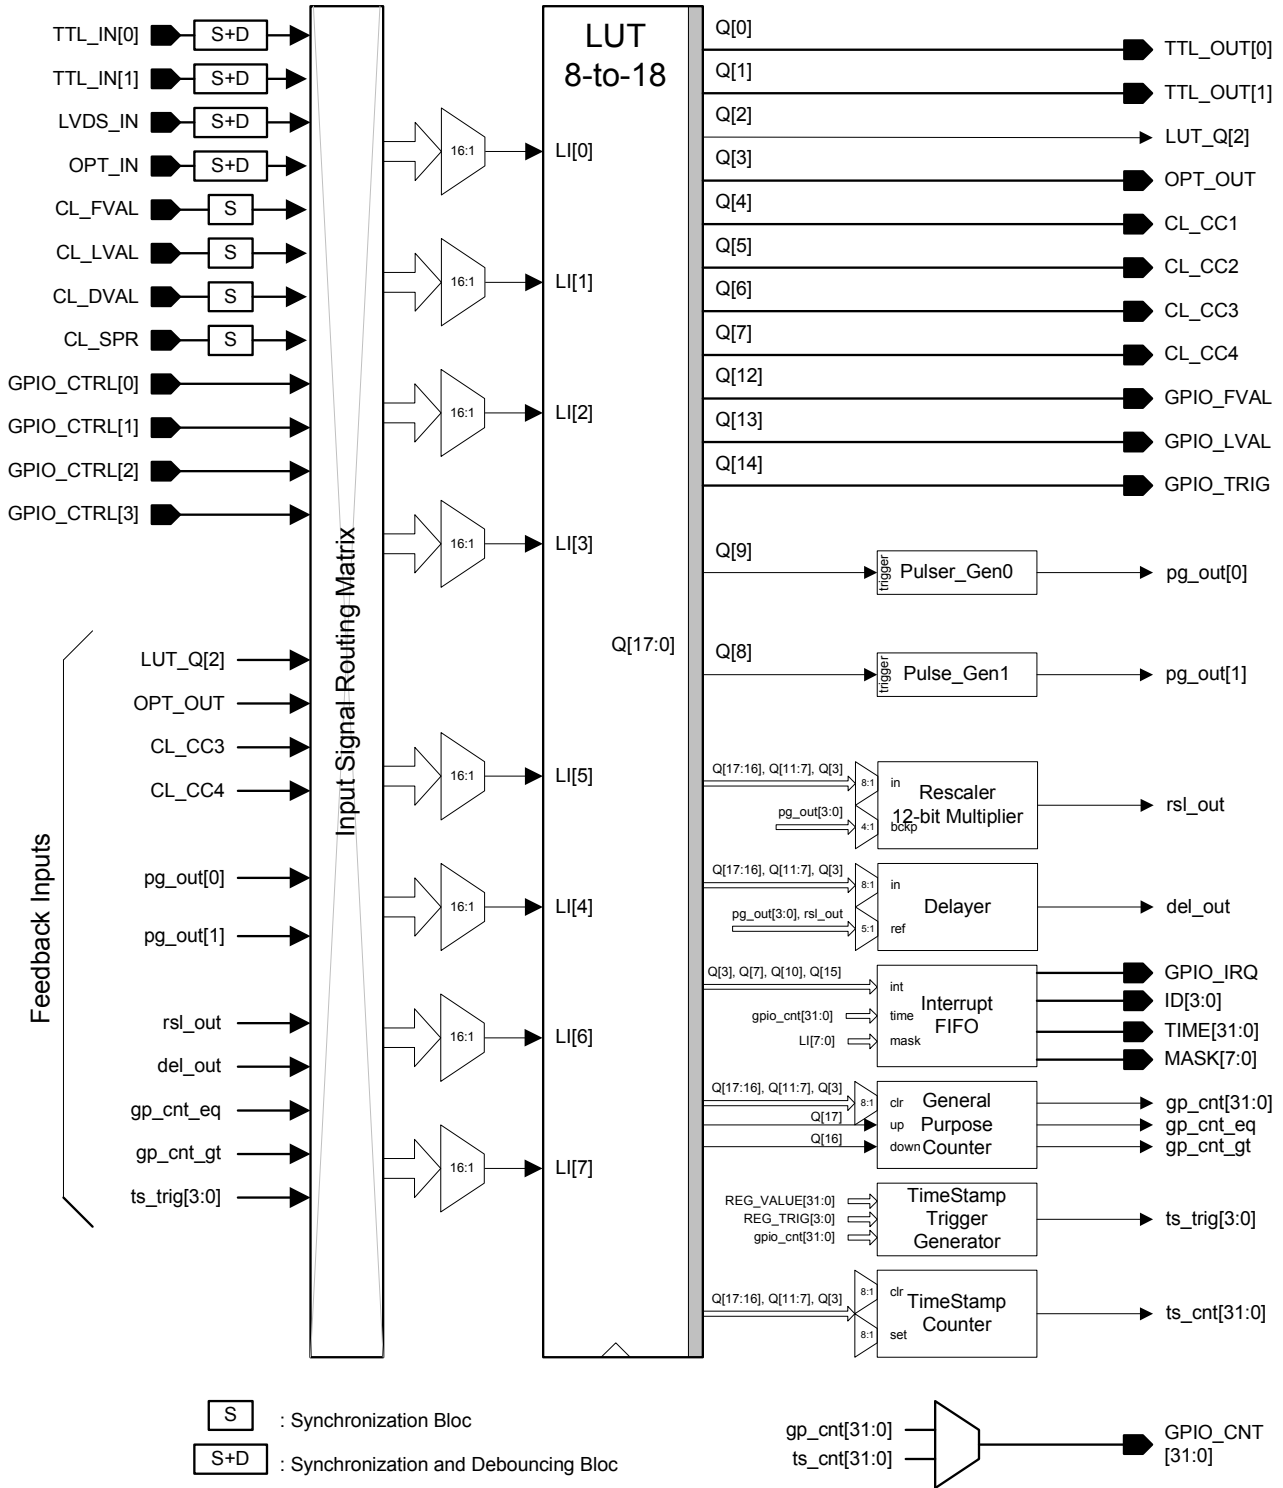 TTL_IN[0]
S+D
TTL_IN[1]
S+D
LVDS_IN
S+D
OPT_IN
S+D
CL_FVAL
S
CL_LVAL
S
CL_DVAL
S
CL_SPR
S
GPIO_CTRL[0]
GPIO_CTRL[1]
GPIO_CTRL[2]
GPIO_CTRL[3]
Feedback Inputs
LUT_Q[2]
OPT_OUT
CL_CC3
CL_CC4
pg_out[0]
pg_out[1]
rsl_out
del_out
gp_cnt_eq
gp_cnt_gt
ts_trig[3:0]
Input Signal Routing Matrix
16:1
16:1
16:1
16:1
16:1
16:1
16:1
16:1
LUT
8-to-18
LI[0]
LI[1]
LI[2]
LI[3]
LI[5]
LI[4]
LI[6]
LI[7]
Q[17:0]
Q[0]
TTL_OUT[0]
Q[1]
TTL_OUT[1]
Q[2]
LUT_Q[2]
Q[3]
OPT_OUT
Q[4]
CL_CC1
Q[5]
CL_CC2
Q[6]
CL_CC3
Q[7]
CL_CC4
Q[12]
GPIO_FVAL
Q[13]
GPIO_LVAL
Q[14]
GPIO_TRIG
Q[9]
trigger
Pulser_Gen0
pg_out[0]
Q[8]
trigger
Pulse_Gen1
pg_out[1]
Q[17:16], Q[11:7], Q[3]
8:1
in
pg_out[3:0]
4:1
bckp
Rescaler
12-bit Multiplier
rsl_out
Q[17:16], Q[11:7], Q[3]
8:1
in
pg_out[3:0], rsl_out
5:1
ref
Delayer
del_out
Q[3], Q[7], Q[10], Q[15]
int
gpio_cnt[31:0]
time
LI[7:0]
mask
Interrupt
FIFO
GPIO_IRQ
ID[3:0]
TIME[31:0]
MASK[7:0]
Q[17:16], Q[11:7], Q[3]
8:1
clr
Q[17]
up
Q[16]
down
General
Purpose
Counter
gp_cnt[31:0]
gp_cnt_eq
gp_cnt_gt
REG_VALUE[31:0]
REG_TRIG[3:0]
gpio_cnt[31:0]
TimeStamp
Trigger
Generator
ts_trig[3:0]
Q[17:16], Q[11:7], Q[3]
8:1
clr
8:1
set
TimeStamp
Counter
ts_cnt[31:0]
S
: Synchronization Bloc
S+D
: Synchronization and Debouncing Bloc
gp_cnt[31:0]
ts_cnt[31:0]
GPIO_CNT
[31:0]